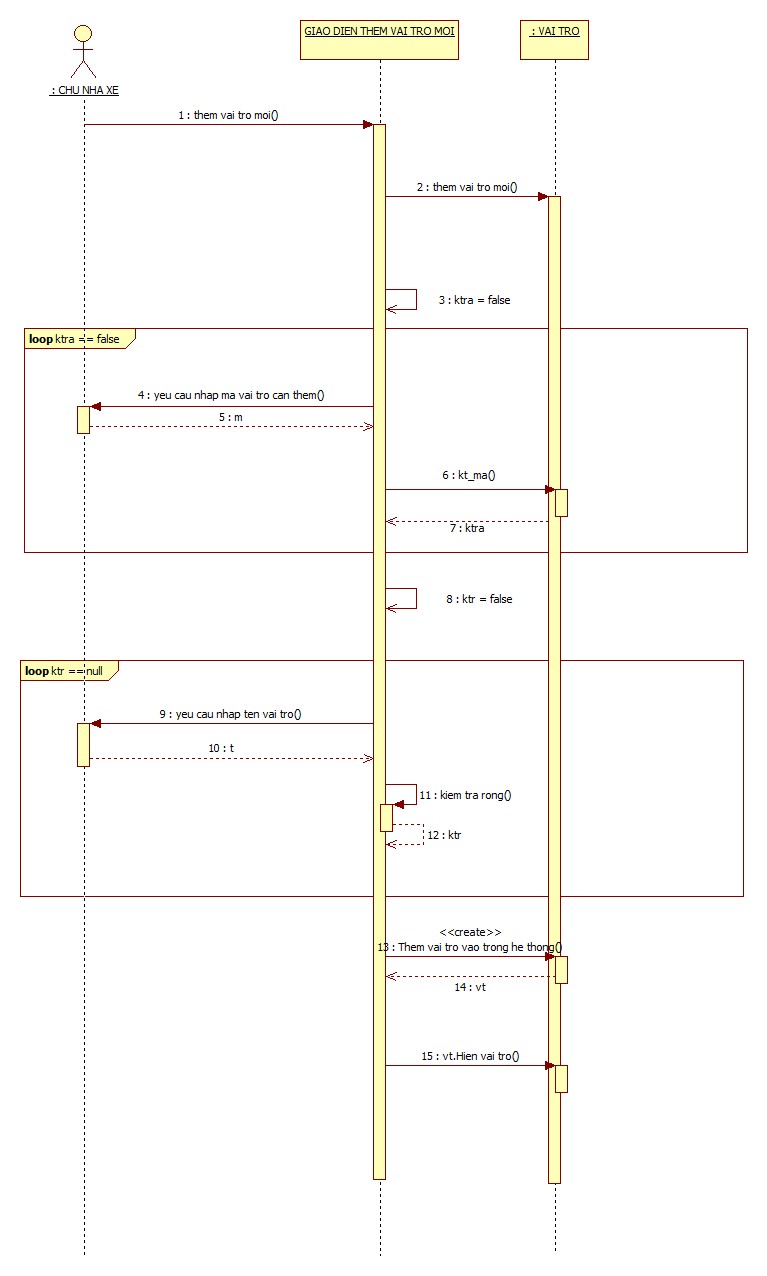 GIAO DIEN THEM VAI TRO MOI
: VAI TRO
: CHU NHA XE
1 : them vai tro moi()
2 : them vai tro moi()
3 : ktra = false
loop ktra == false
4 : yeu cau nhap ma vai tro can them()
5 : m
6 : kt_ma()
7 : ktra
8 : ktr = false
loop ktr == null
9 : yeu cau nhap ten vai tro()
10 : t
11 : kiem tra rong()
12 : ktr
<<create>>
13 : Them vai tro vao trong he thong()
14 : vt
15 : vt.Hien vai tro()